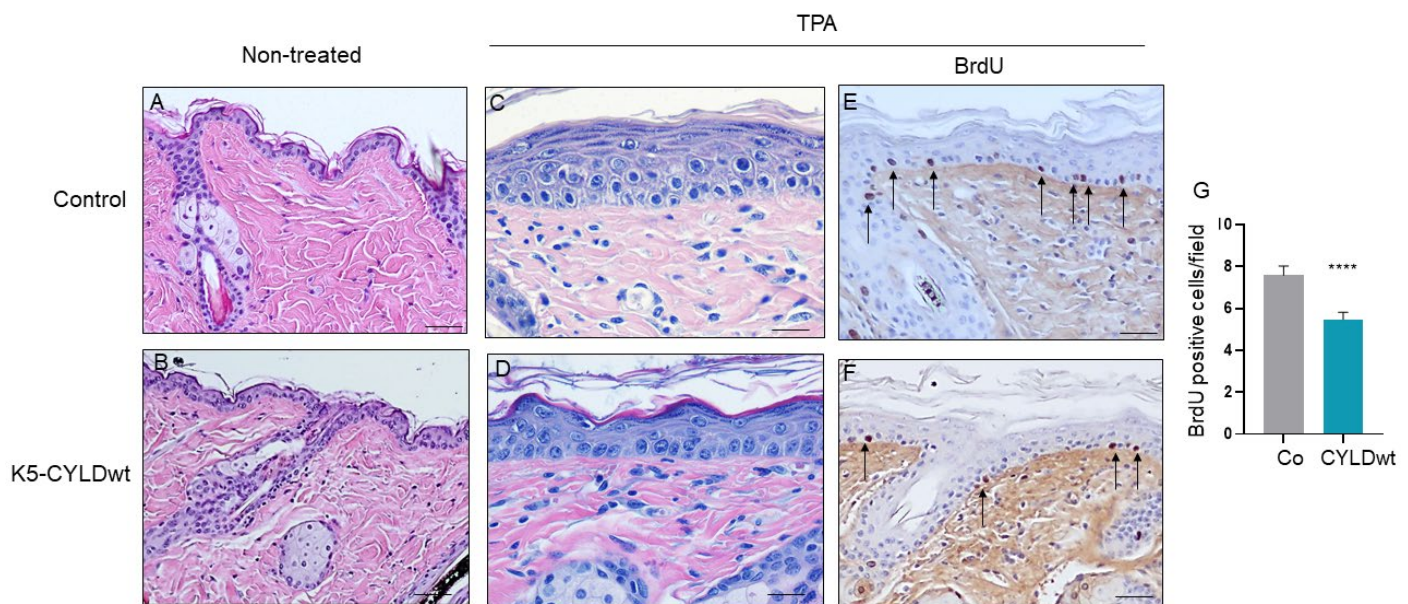 TPA
Non-treated
BrdU
A
C
E
Control
G
BrdU positive cells/field
10
8
6
4
2
0
****
Co
CYLDwt
B
D
F
K5-CYLDwt